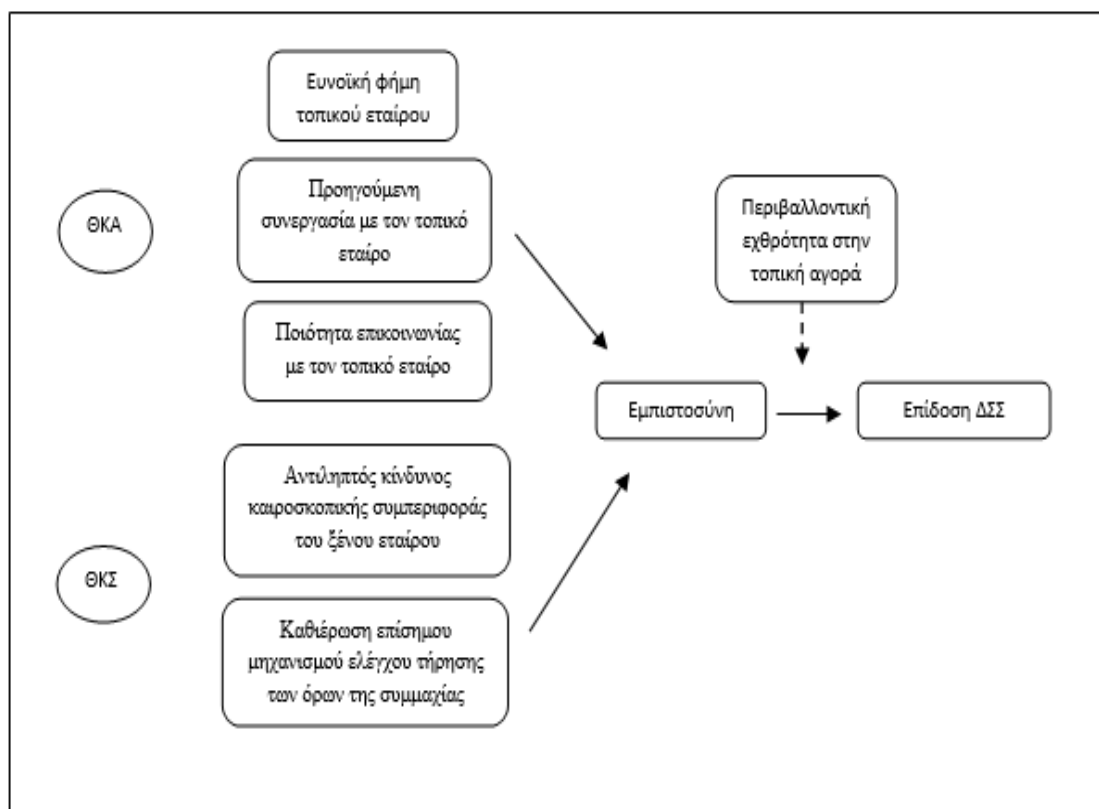 Ευνοϊκή φήμη
τοπικού εταίρου
ΘΚΑ
Προηγούμενη
συνεργασία με τον τοπικό
εταίρο
Ποιότητα επικοινωνίας
με τον τοπικό εταίρο
Περιβαλλοντική
εχθρότητα στην
τοπική αγορά
Εμπιστοσύνη
Επίδοση ΔΣΣ
ΘΚΣ
Αντιληπτός κίνδυνος
καιροσκοπικής συμπεριφοράς
του ξένου εταίρου
Καθιέρωση επίσημου
μηχανισμού ελέγχου τήρησης
των όρων της συμμαχίας